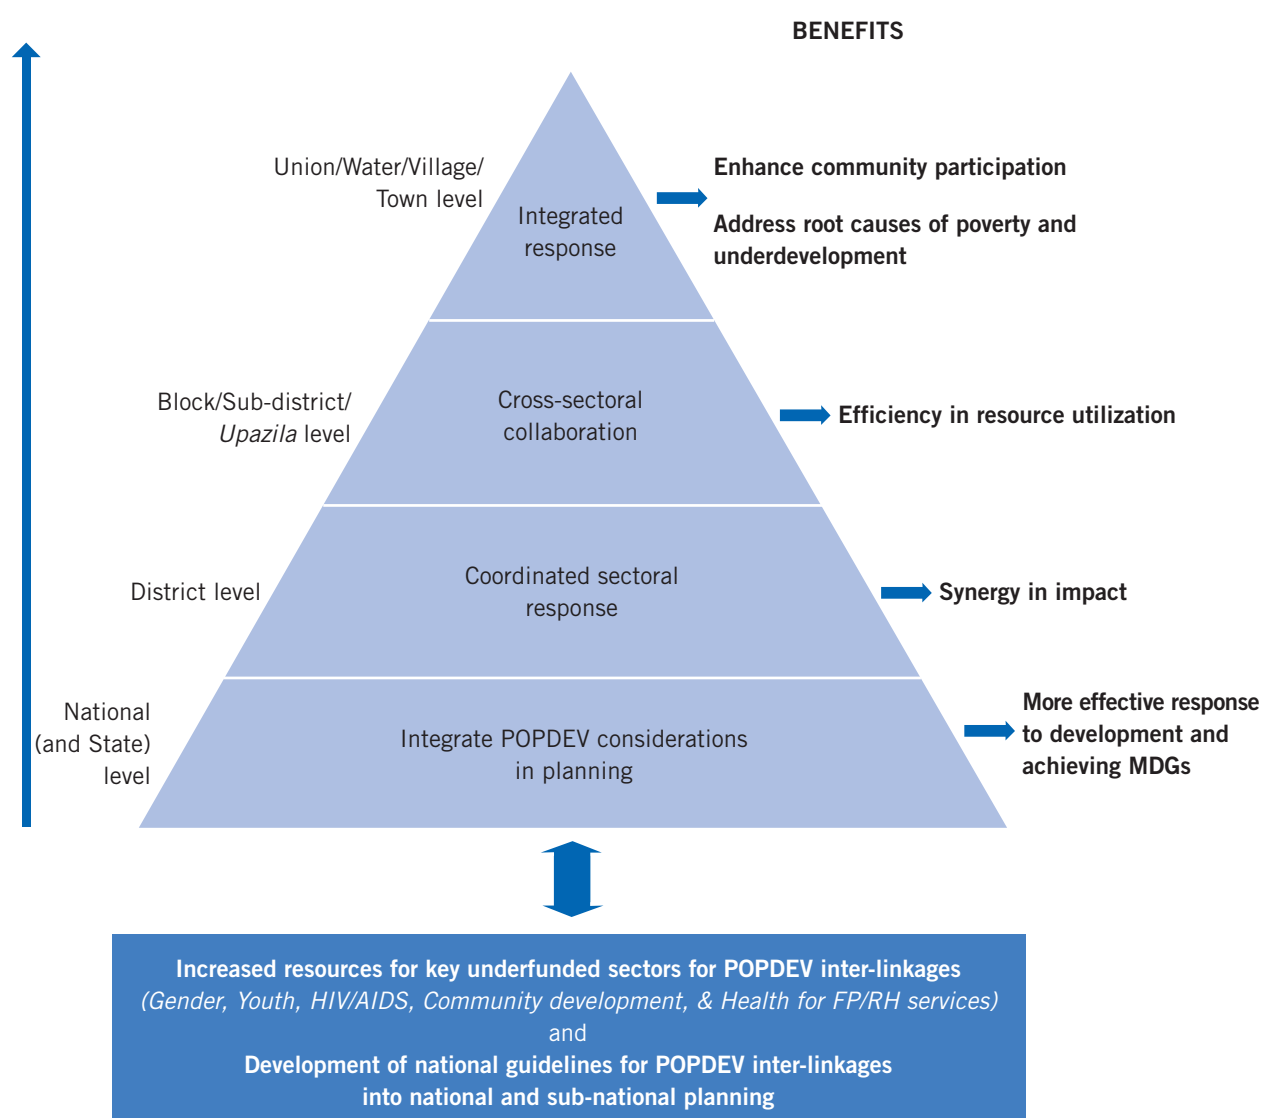 BENEFITS
Union/Water/Village/
Town level
Integrated
response
Enhance community participation
Address root causes of poverty and
underdevelopment
Block/Sub-district/
Upazila level
Cross-sectoral
collaboration
Efficiency in resource utilization
District level
Coordinated sectoral
response
Synergy in impact
National
(and State)
level
Integrate POPDEV considerations
in planning
More effective response
to development and
achieving MDGs
Increased resources for key underfunded sectors for POPDEV inter-linkages
(Gender, Youth, HIV/AIDS, Community development, & Health for FP/RH services)
and
Development of national guidelines for POPDEV inter-linkages
into national and sub-national planning